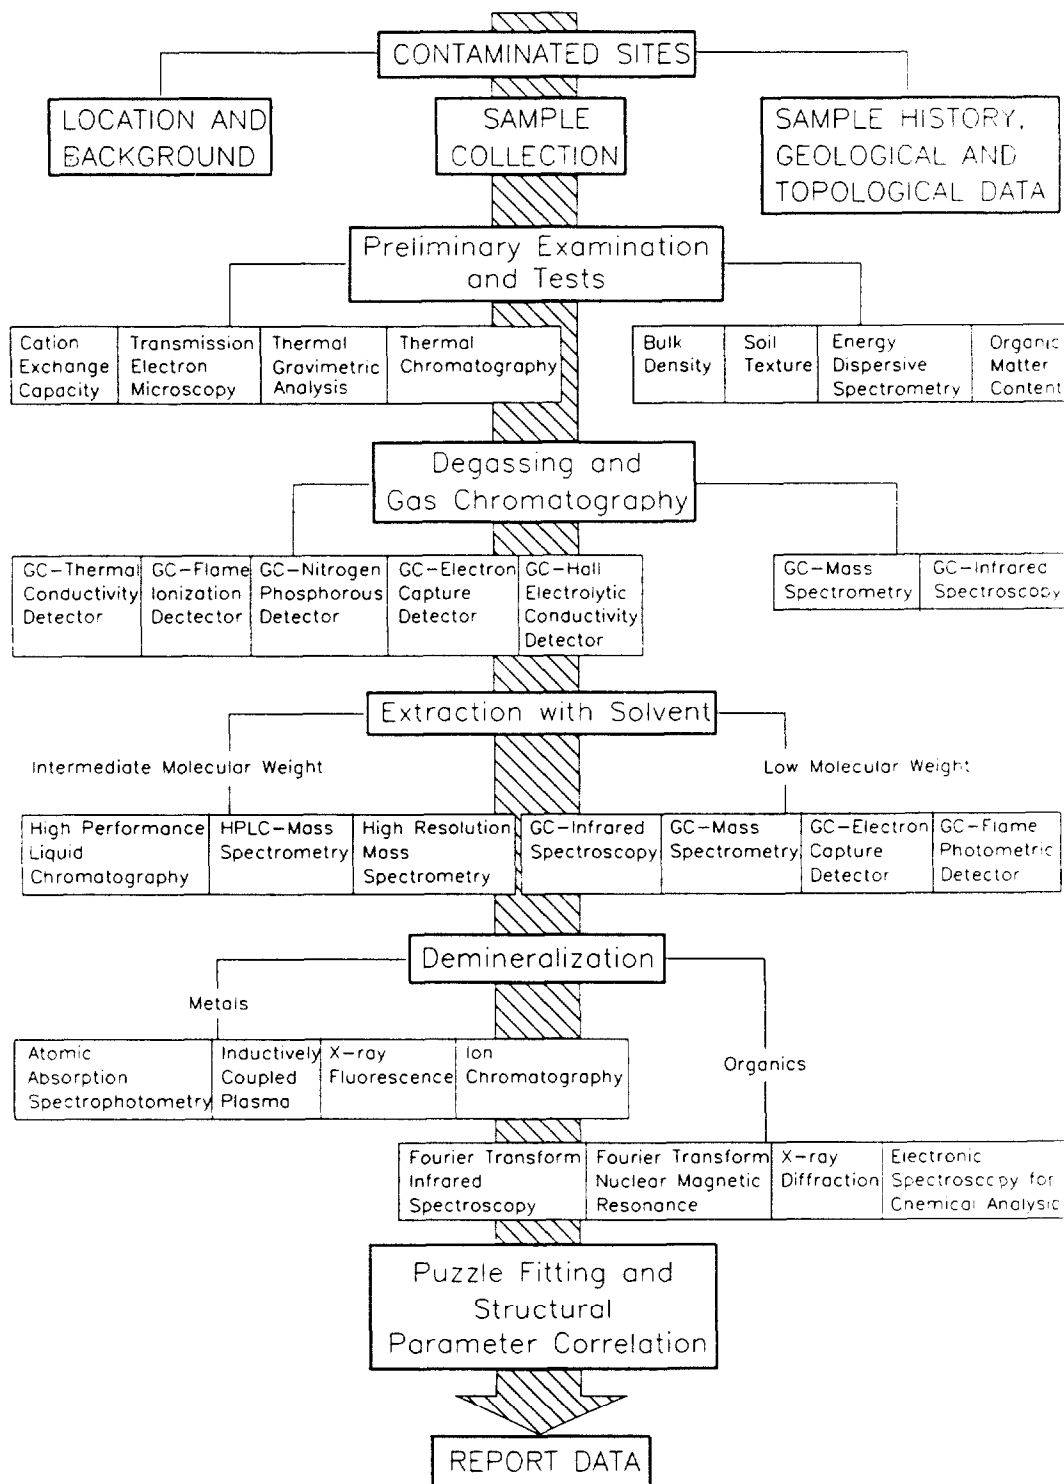 CONTAMINATED SITES
LOCATION AND
BACKGROUND
SAMPLE
COLLECTION
SAMPLE HISTORY,
GEOLOGICAL AND
TOPOLOGICAL DATA
Preliminary Examination
and Tests
Cation
Exchange
Capacity
Transmission
Electron
Microscopy
Thermal
Gravimetric
Analysis
Thermal
Chromatography
Bulk
Density
Soil
Texture
Energy
Dispersive
Spectrometry
Organic
Matter
Content
Degassing and
Gas Chromatography
GC-Thermal
Conductivity
Detector
GC-Flame
Ionization
Dectector
GC-Nitrogen
Phosphorous
Detector
GC-Electron
Capture
Detector
GC-Hall
Electrolytic
Conductivity
Detector
GC-Mass
Spectrometry
GC-Infrared
Spectroscopy
Extraction with Solvent
Intermediate Molecular Weight
Low Molecular Weight
High Performance
Liquid
Chromatography
HPLC-Mass
Spectrometry
High Resolution
Mass
Spectrometry
GC-Infrared
Spectroscopy
GC-Mass
Spectrometry
GC-Electron
Capture
Detector
GC-Flame
Photometric
Detector
Demineralization
Metals
Organics
Atomic
Absorption
Spectrophotometry
Inductively
Coupled
Plasma
X-ray
Fluorescence
Ion
Chromatography
Fourier Transform
Infrared
Spectroscopy
Fourier Transform
Nuclear Magnetic
Resonance
X-ray
Diffraction
Electronic
Spectroscopy for
Chemical Analysic
Puzzle Fitting and
Structural
Parameter Correlation
REPORT DATA